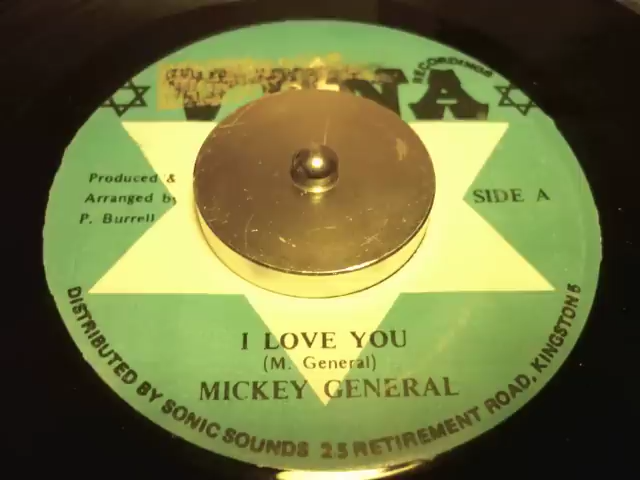 RECORDINGS
Produced &
Arranged by
P. Burrell
SIDE A
I LOVE YOU
(M. General)
MICKEY GENERAL
DISTRIBUTED BY SONIC SOUNDS 25 RETIREMENT ROAD, KINGSTON 5